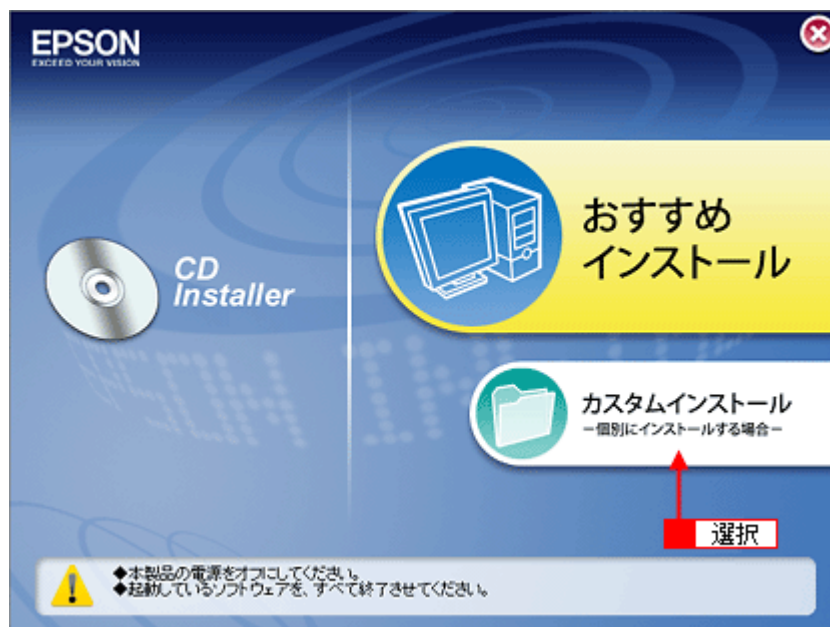 EPSON
EXCEED YOUR VISION
CD
Installer
おすすめ
インストール
カスタムインストール
－個別にインストールする場合－
選択
◆本製品の電源をオフにしてください。
◆起動しているソフトウェアを、すべて終了させてください。